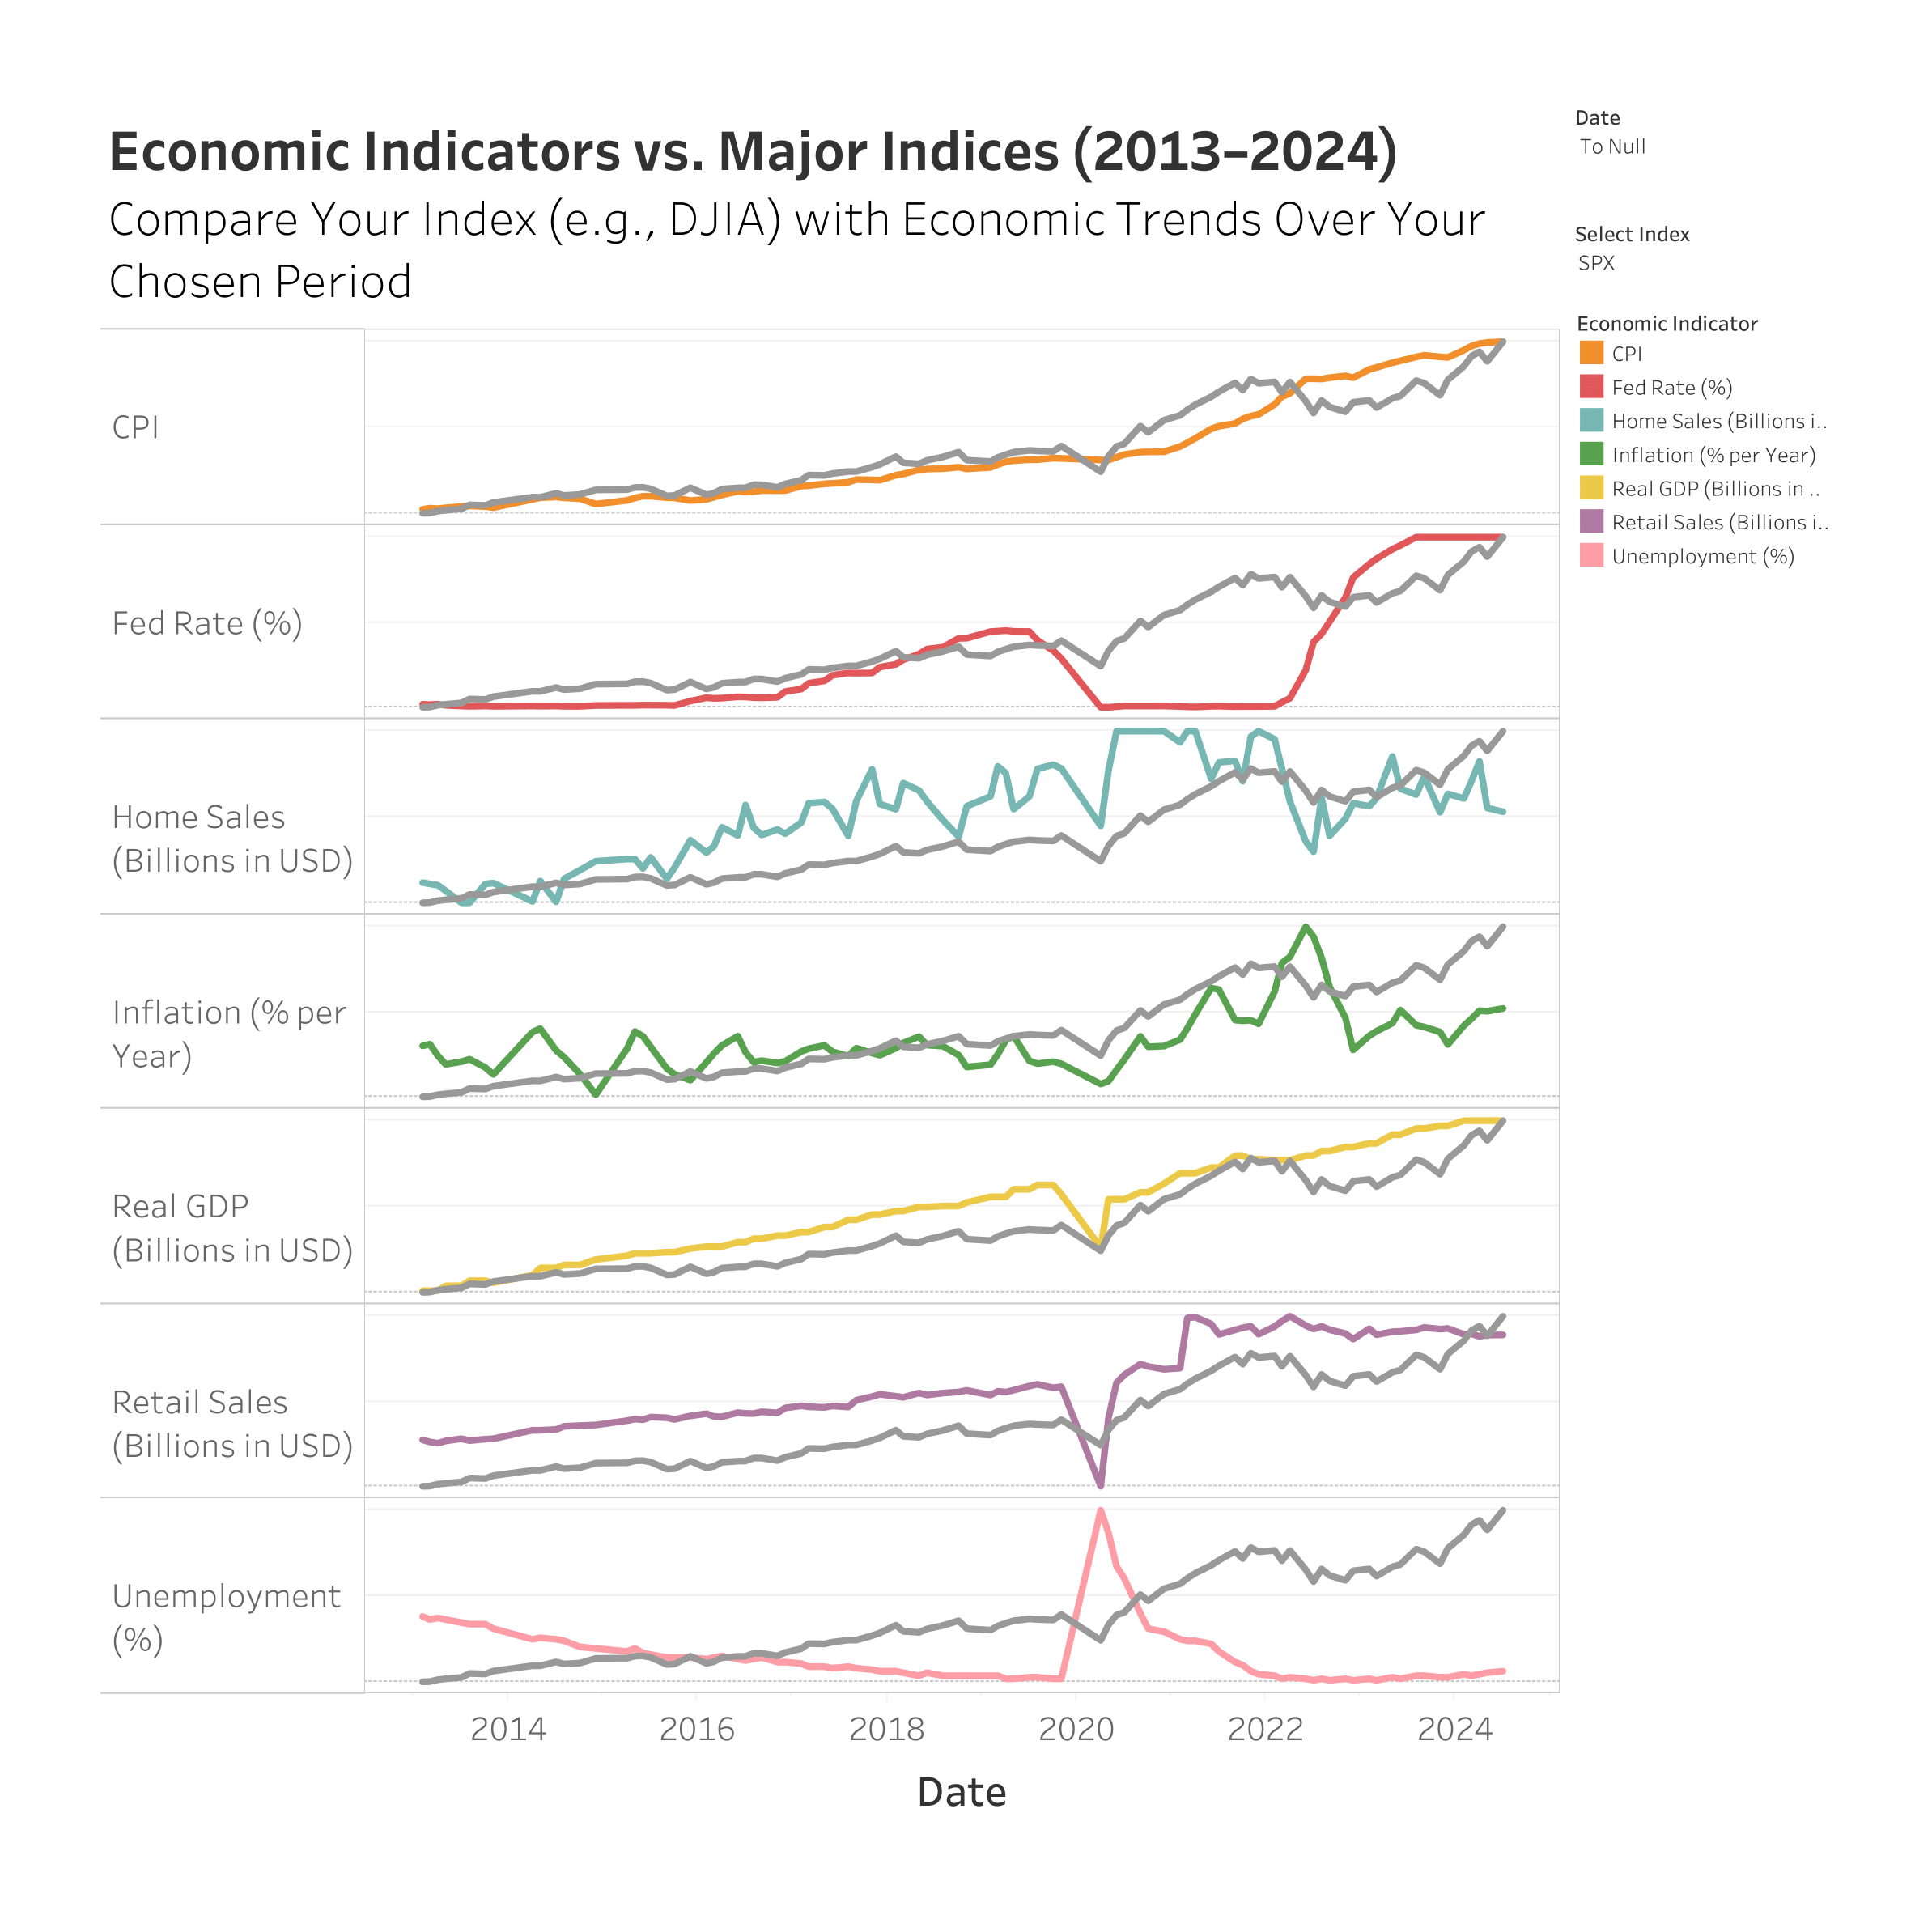 Economic Indicators vs. Major Indices (2013–2024)
Compare Your Index (e.g., DJIA) with Economic Trends Over Your
Chosen Period
Date
To Null
Select Index
SPX
Economic Indicator
CPI
Fed Rate (%)
Home Sales (Billions i..
Inflation (% per Year)
Real GDP (Billions in ..
Retail Sales (Billions i..
Unemployment (%)
CPI
Fed Rate (%)
Home Sales
(Billions in USD)
Inflation (% per
Year)
Real GDP
(Billions in USD)
Retail Sales
(Billions in USD)
Unemployment
(%)
2014 2016 2018 2020 2022 2024
Date